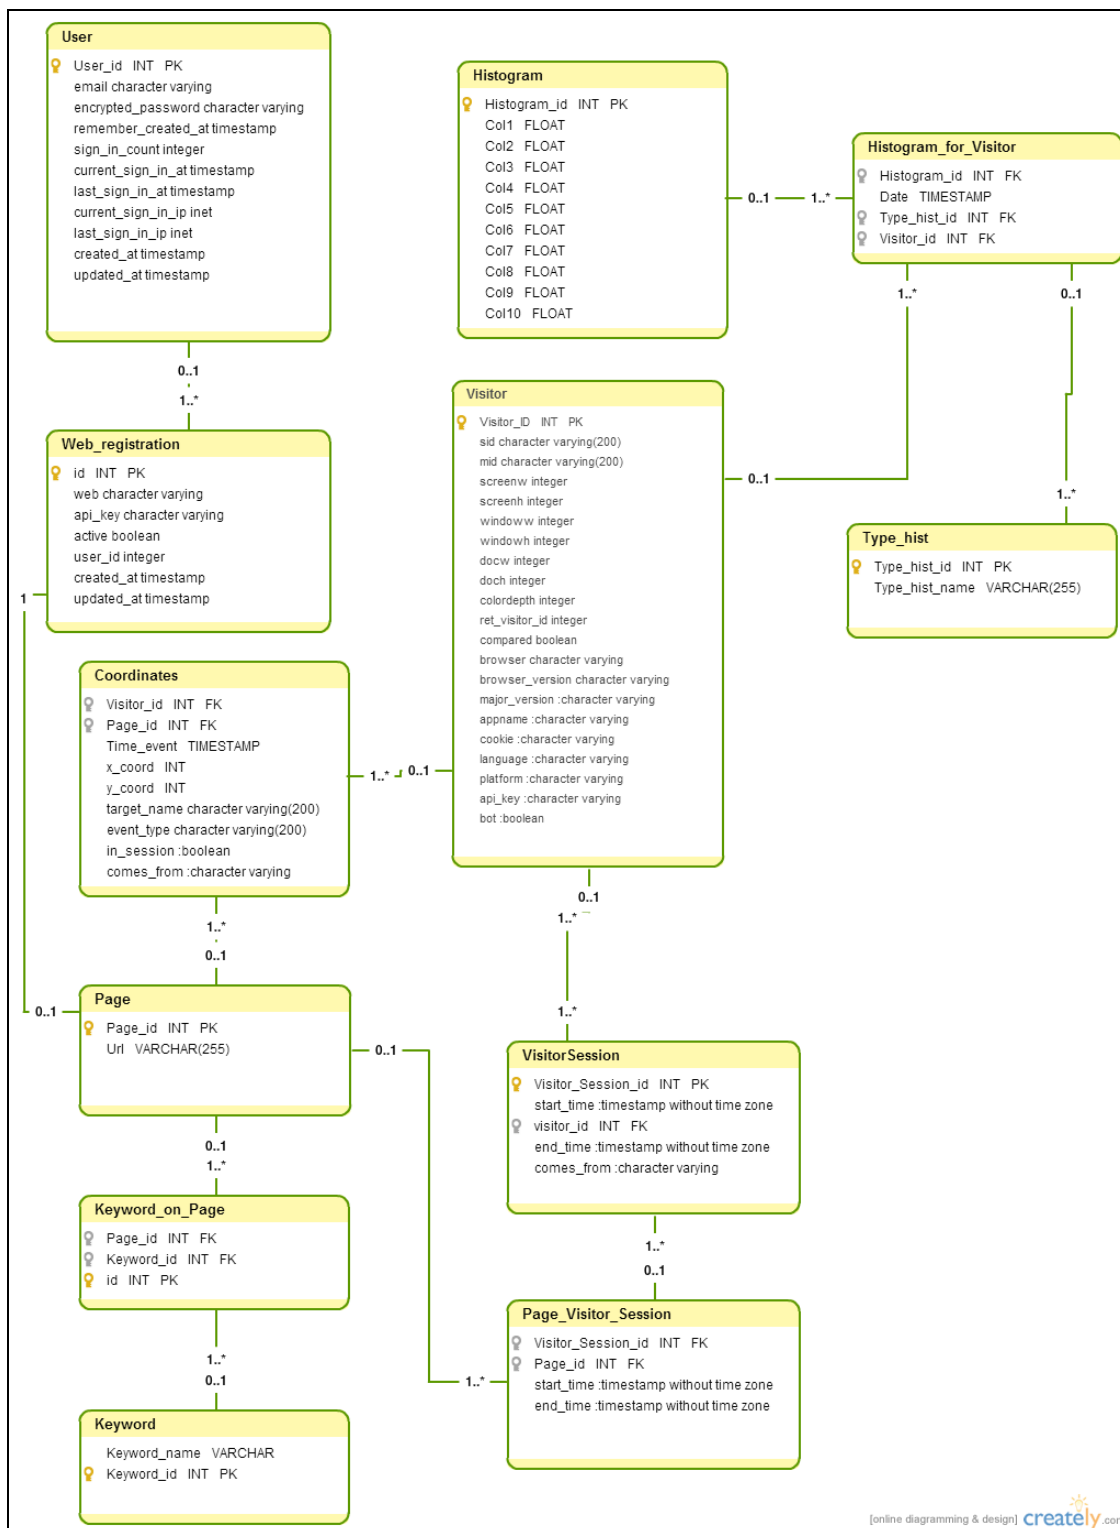 User
User_id INT PK
email character varying
encrypted_password character varying
remember_created_at timestamp
sign_in_count integer
current_sign_in_at timestamp
last_sign_in_at timestamp
current_sign_in_ip inet
last_sign_in_ip inet
created_at timestamp
updated_at timestamp
0..1
1..*
Histogram
Histogram_id INT PK
Col1 FLOAT
Col2 FLOAT
Col3 FLOAT
Col4 FLOAT
Col5 FLOAT
Col6 FLOAT
Col7 FLOAT
Col8 FLOAT
Col9 FLOAT
Col10 FLOAT
0..1
1..*
Histogram_for_Visitor
Histogram_id INT FK
Date TIMESTAMP
Type_hist_id INT FK
Visitor_id INT FK
1..*
0..1
0..1
1..*
Web_registration
id INT PK
web character varying
api_key character varying
active boolean
user_id integer
created_at timestamp
updated_at timestamp
1
Visitor
Visitor_ID INT PK
sid character varying(200)
mid character varying(200)
screenw integer
screenh integer
windoww integer
windowh integer
docw integer
doch integer
colordepth integer
ret_visitor_id integer
compared boolean
browser character varying
browser_version character varying
major_version :character varying
appname :character varying
cookie :character varying
language :character varying
platform :character varying
api_key :character varying
bot :boolean
Type_hist
Type_hist_id INT PK
Type_hist_name VARCHAR(255)
Coordinates
Visitor_id INT FK
Page_id INT FK
Time_event TIMESTAMP
x_coord INT
y_coord INT
target_name character varying(200)
event_type character varying(200)
in_session :boolean
comes_from :character varying
1..*
0..1
1..*
0..1
0..1
1..*
1..*
0..1
Page
Page_id INT PK
Url VARCHAR(255)
0..1
0..1
1..*
VisitorSession
Visitor_Session_id INT PK
start_time :timestamp without time zone
visitor_id INT FK
end_time :timestamp without time zone
comes_from :character varying
1..*
0..1
Keyword_on_Page
Page_id INT FK
Keyword_id INT FK
id INT PK
1..*
0..1
Page_Visitor_Session
Visitor_Session_id INT FK
Page_id INT FK
start_time :timestamp without time zone
end_time :timestamp without time zone
1..*
Keyword
Keyword_name VARCHAR
Keyword_id INT PK
[online diagramming & design] creately.com